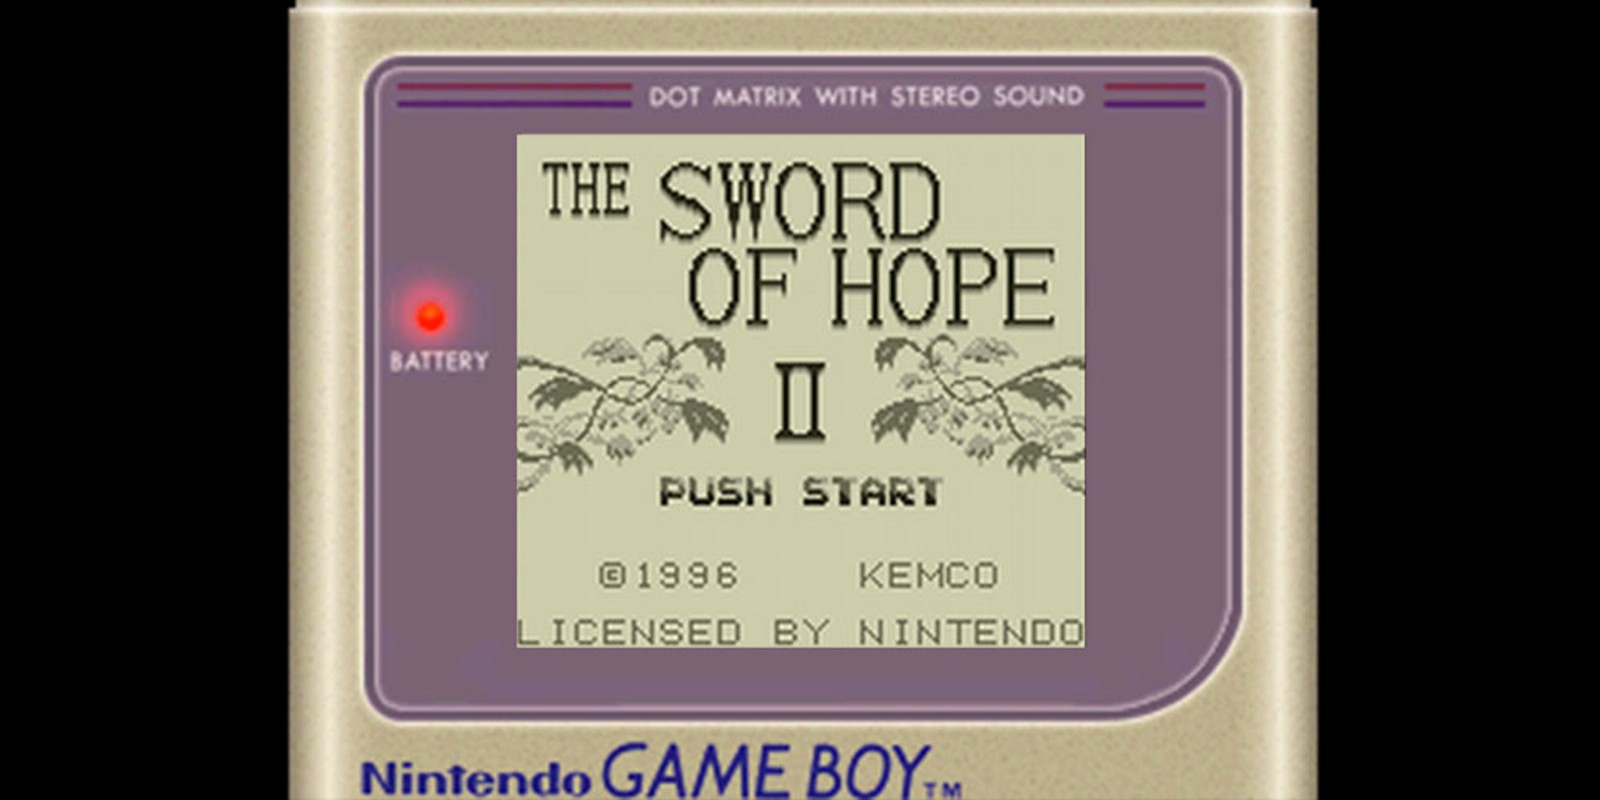 DOT MATRIX WITH STEREO SOUND
THE SWORD
OF HOPE
II
BATTERY
PUSH START
©1996 KEMCO
LICENSED BY NINTENDO
Nintendo GAME BOY™